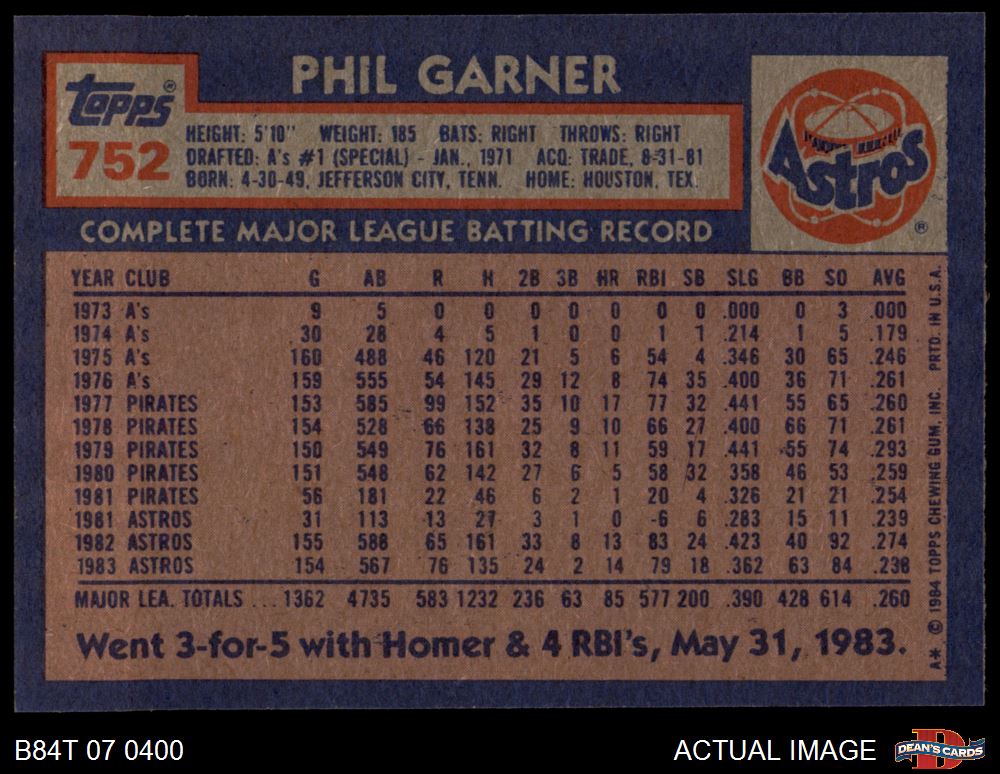 PHIL GARNER
Topps®
752
HEIGHT: 5'10" WEIGHT: 185 BATS: RIGHT THROWS: RIGHT
DRAFTED: A's #1 (SPECIAL) - JAN., 1971 ACQ: TRADE, 8-31-81
BORN: 4-30-49, JEFFERSON CITY, TENN. HOME: HOUSTON, TEX.
Astros ®
COMPLETE MAJOR LEAGUE BATTING RECORD
YEAR CLUB G AB R H 2B 3B HR RBI SB SLG BB SO AVG
1973 A's 9 5 0 0 0 0 0 0 0 .000 0 3 .000
1974 A's 30 28 4 5 1 0 0 1 1 .214 1 5 .179
1975 A's 160 488 46 120 21 5 6 54 4 .346 30 65 .246
1976 A's 159 555 54 145 29 12 8 74 35 .400 36 71 .261
1977 PIRATES 153 585 99 152 35 10 17 77 32 .441 55 65 .260
1978 PIRATES 154 528 66 138 25 9 10 66 27 .400 66 71 .261
1979 PIRATES 150 549 76 161 32 8 11 59 17 .441 55 74 .293
1980 PIRATES 151 548 62 142 27 6 5 58 32 .358 46 53 .259
1981 PIRATES 56 181 22 46 6 2 1 20 4 .326 21 21 .254
1981 ASTROS 31 113 13 27 3 1 0 6 6 .283 15 11 .239
1982 ASTROS 155 588 65 161 33 8 13 83 24 .423 40 92 .274
1983 ASTROS 154 567 76 135 24 2 14 79 18 .362 63 84 .238
MAJOR LEA. TOTALS ... 1362 4735 583 1232 236 63 85 577 200 .390 428 614 .260
Went 3-for-5 with Homer & 4 RBI's, May 31, 1983.
A* © 1984 TOPPS CHEWING GUM, INC. PRTD. IN U.S.A.
B84T 07 0400
ACTUAL IMAGE
DEAN'S CARDS